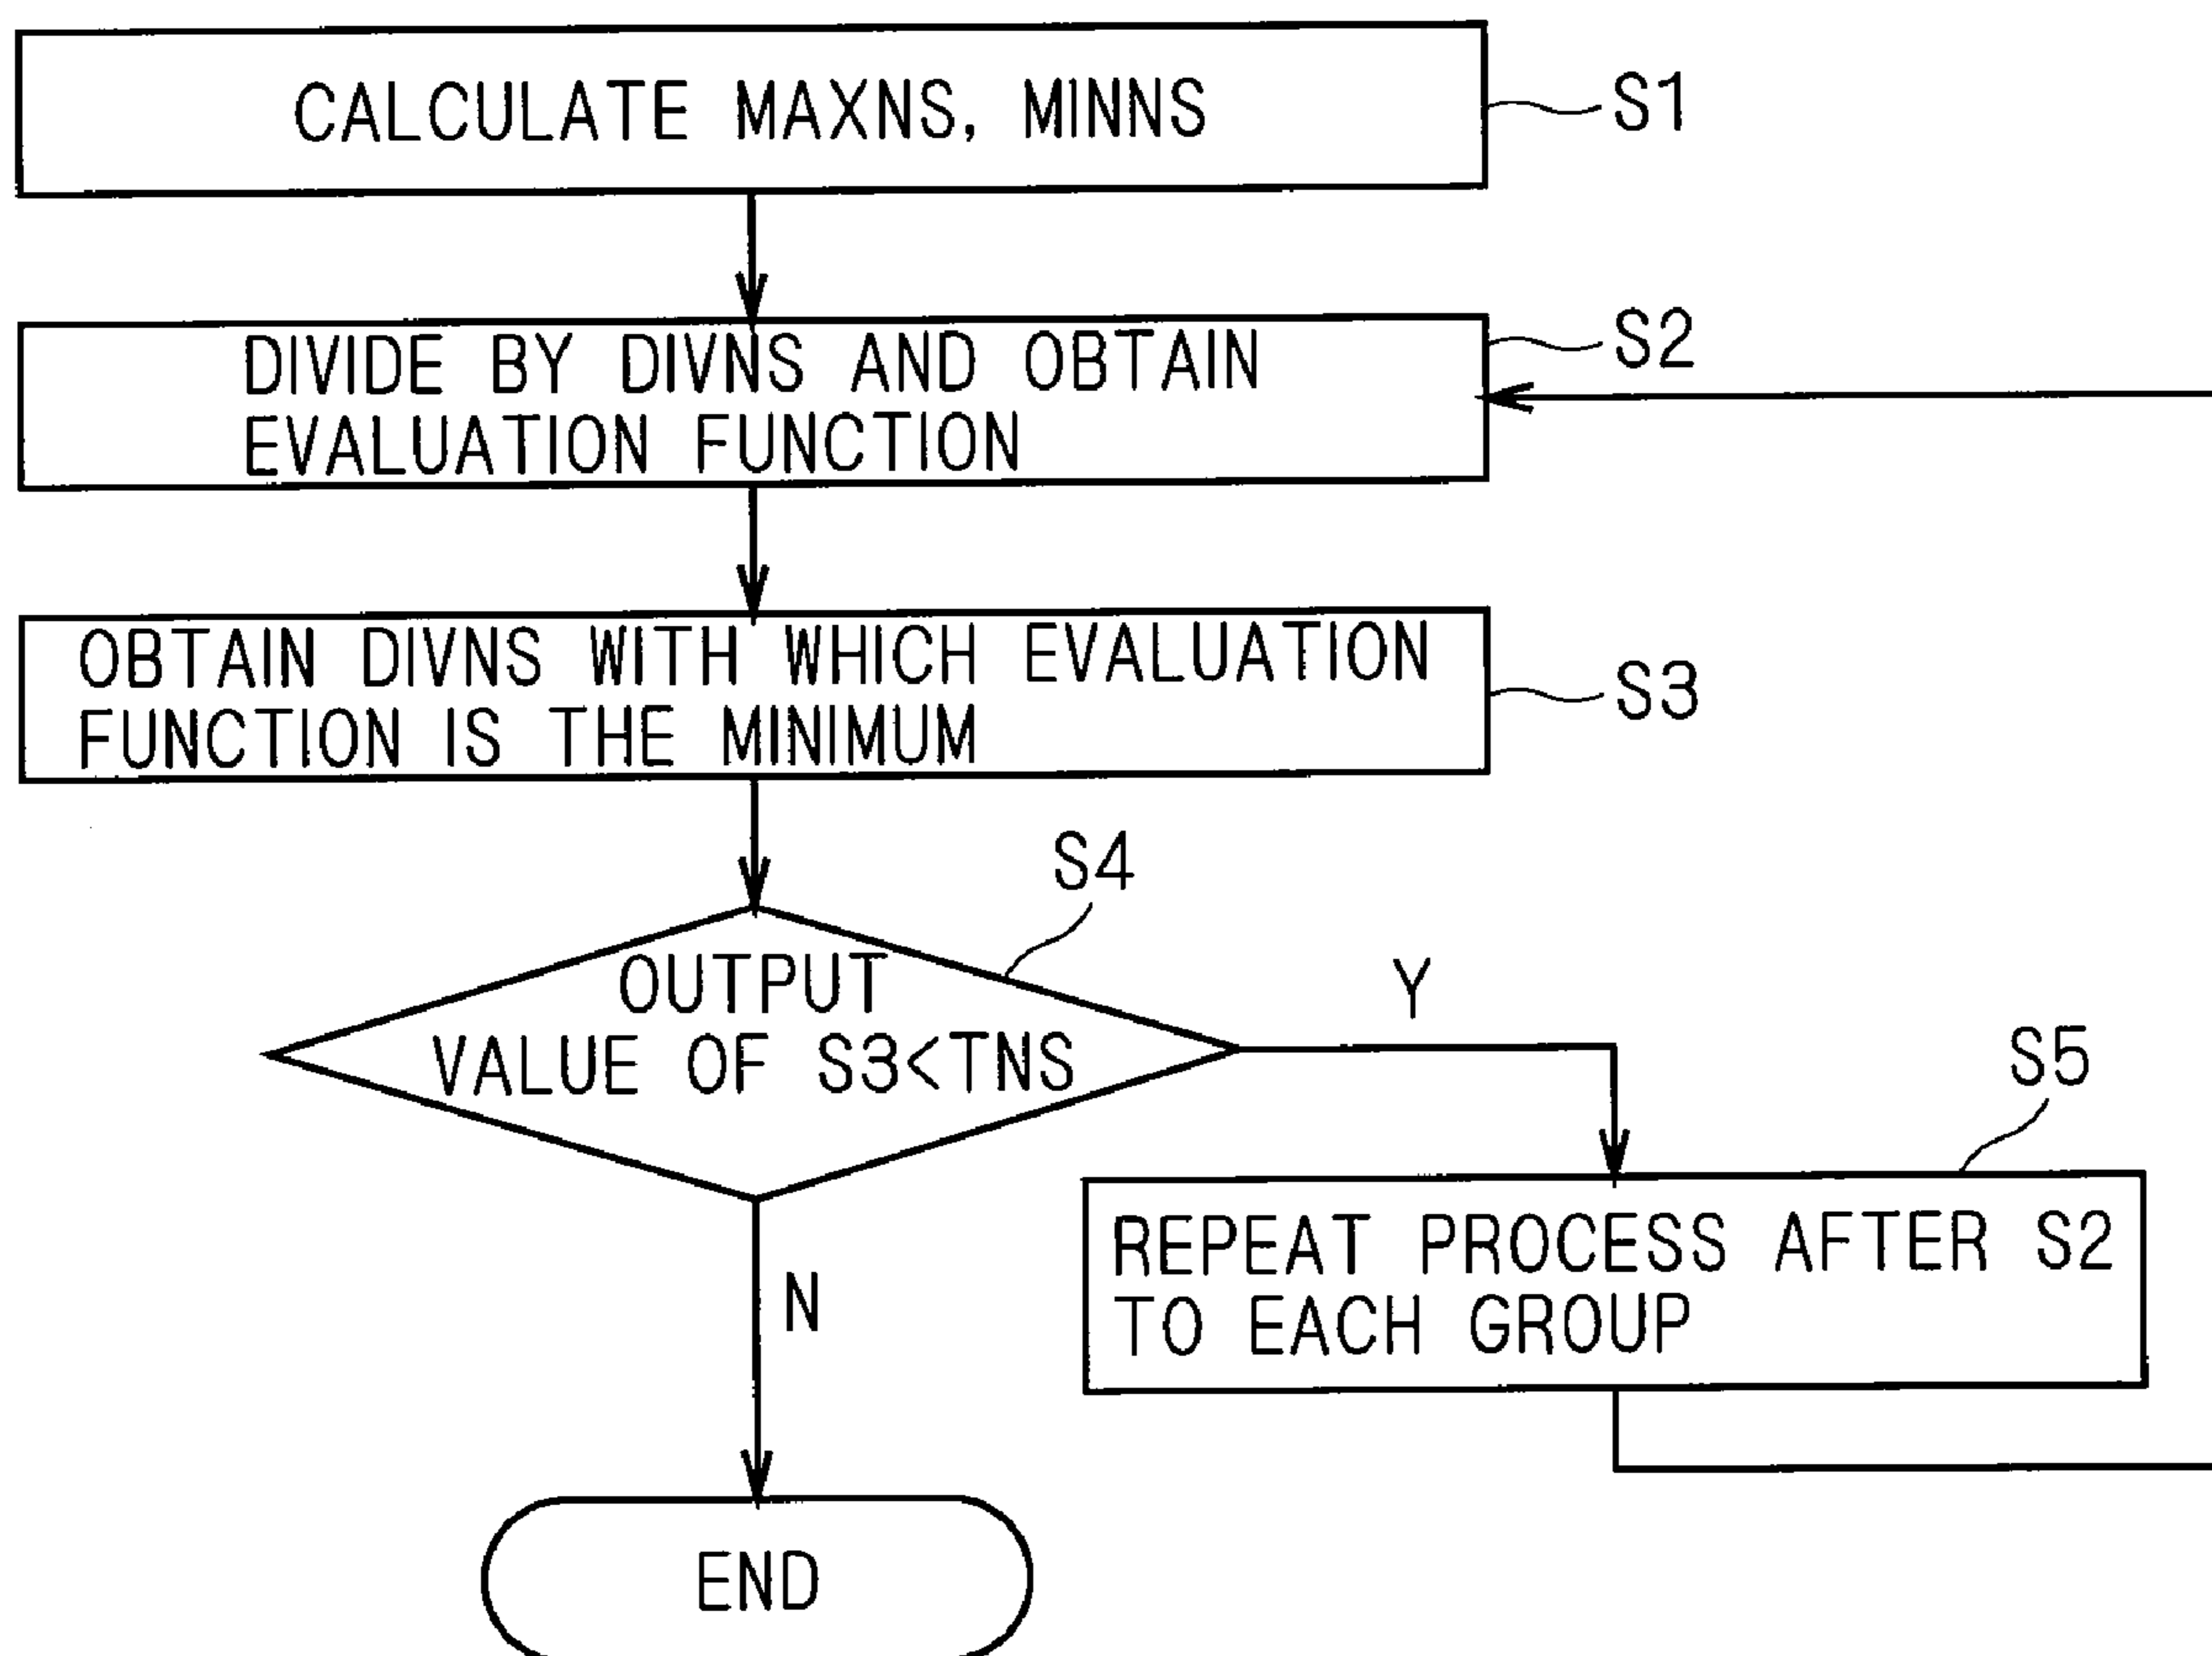 CALCULATE MAXNS, MINNS
S1
DIVIDE BY DIVNS AND OBTAIN
EVALUATION FUNCTION
S2
OBTAIN DIVNS WITH WHICH EVALUATION
FUNCTION IS THE MINIMUM
S3
S4
OUTPUT
VALUE OF S3<TNS
Y
S5
REPEAT PROCESS AFTER S2
TO EACH GROUP
N
END